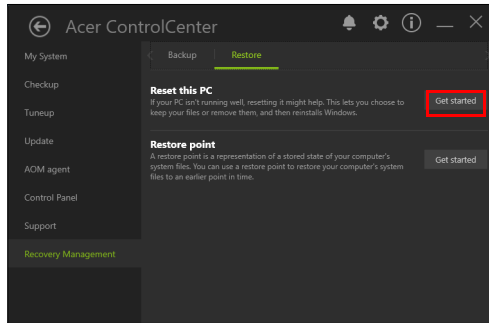 Acer ControlCenter
My System
Checkup
Tuneup
Update
AOM agent
Control Panel
Support
Recovery Management
Backup
Restore
Reset this PC
If your PC isn't running well, resetting it might help. This lets you choose to
keep your files or remove them, and then reinstalls Windows.
Get started
Restore point
A restore point is a representation of a stored state of your computer's
system files. You can use a restore point to restore your computer's system
files to an earlier point in time.
Get started